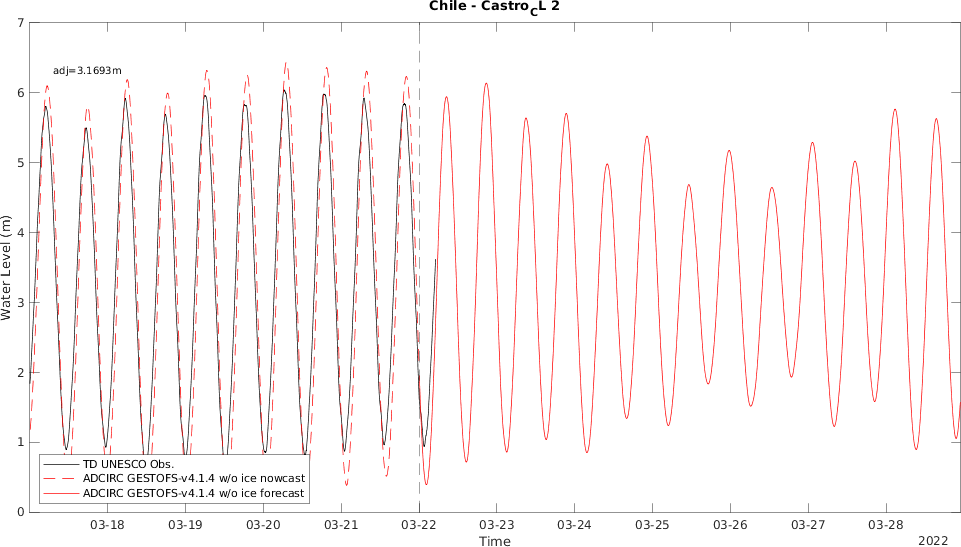 Chile - Castro_CL 2
adj=3.1693m
Water Level (m)
7
6
5
4
3
2
1
0
TD UNESCO Obs.
ADCIRC GESTOFS-v4.1.4 w/o ice nowcast
ADCIRC GESTOFS-v4.1.4 w/o ice forecast
03-18 03-19 03-20 03-21 03-22 03-23 03-24 03-25 03-26 03-27 03-28
Time
2022